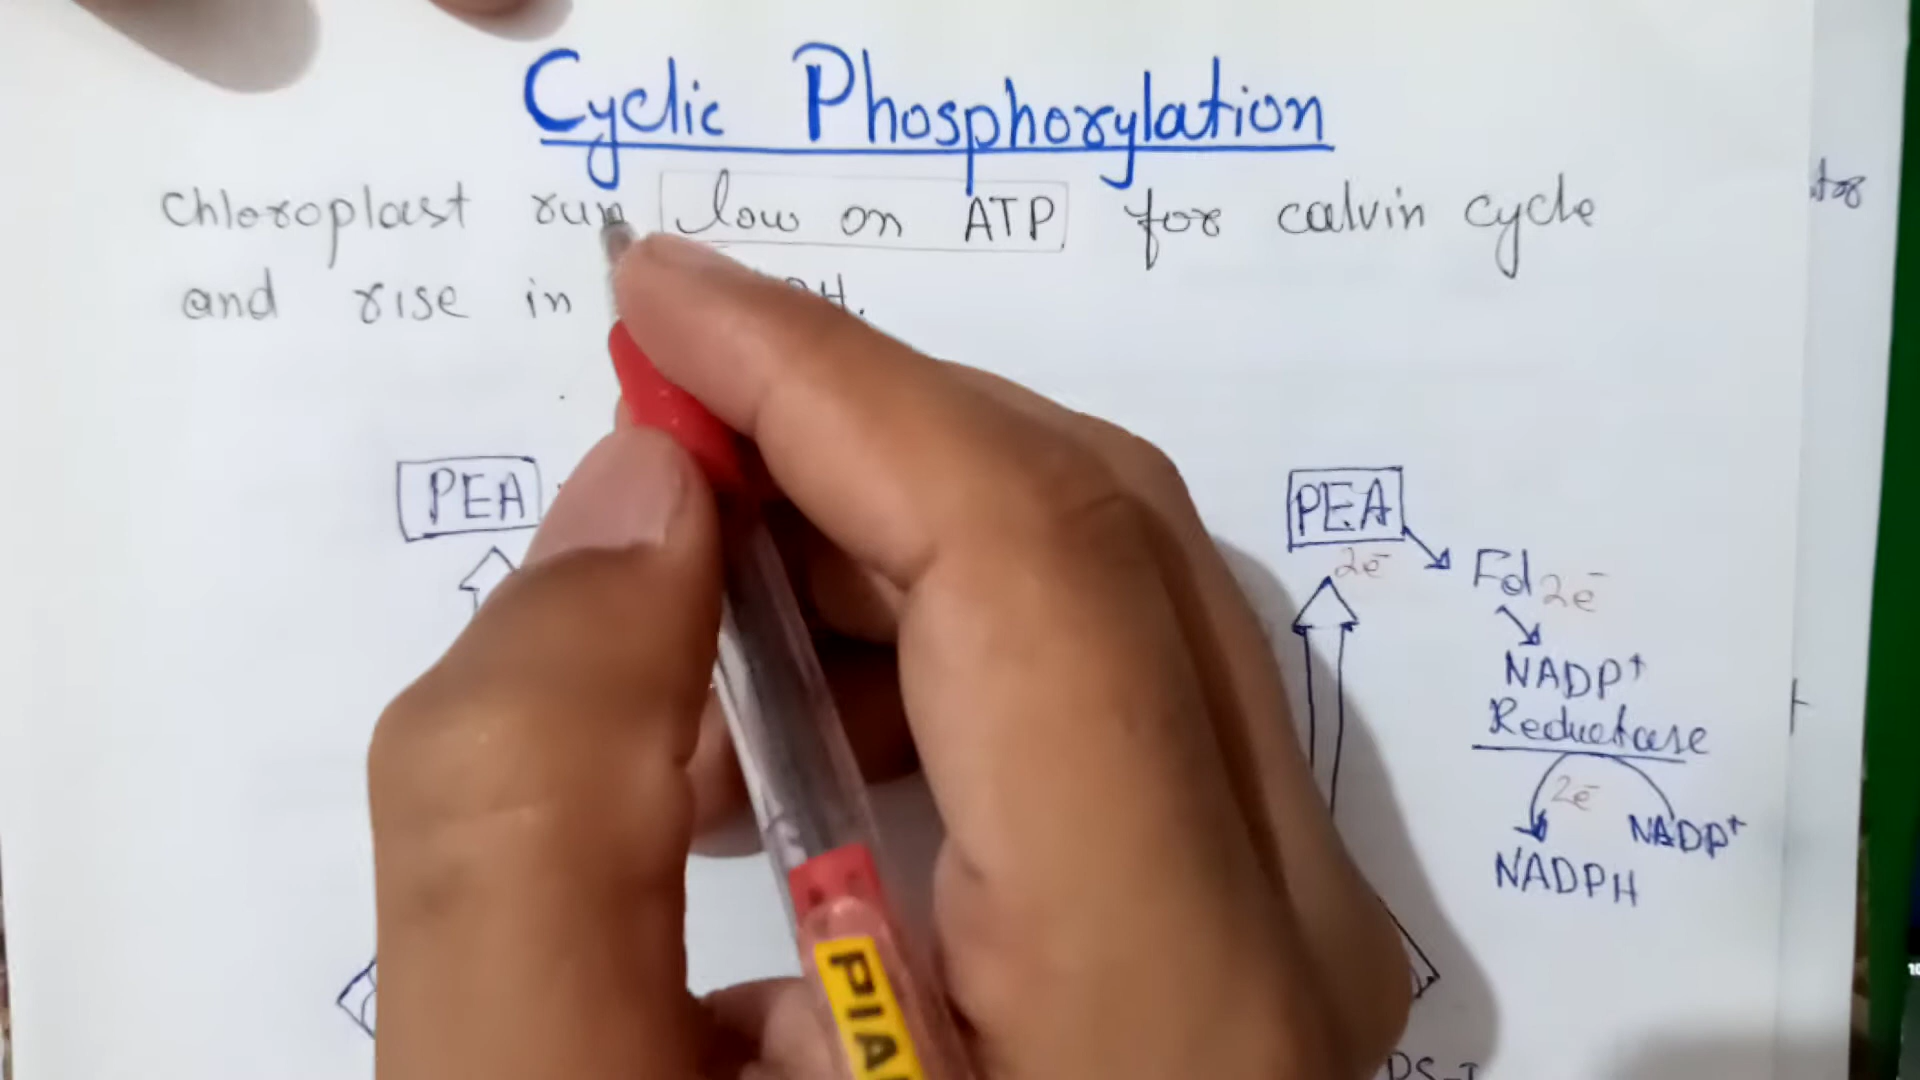 Cyclic Phosphorylation
Chloroplast run low on ATP for calvin cycle
and rise in
PEA
PEA
2e̅
Fd 2e̅
NADP+
Reductase
2e̅
NADP+
NADPH
PS-I